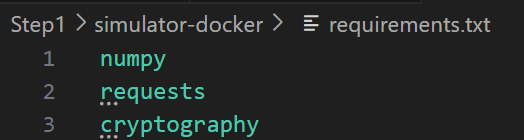 Step1 > simulator-docker > requirements.txt
1 numpy
2 requests
3 cryptography